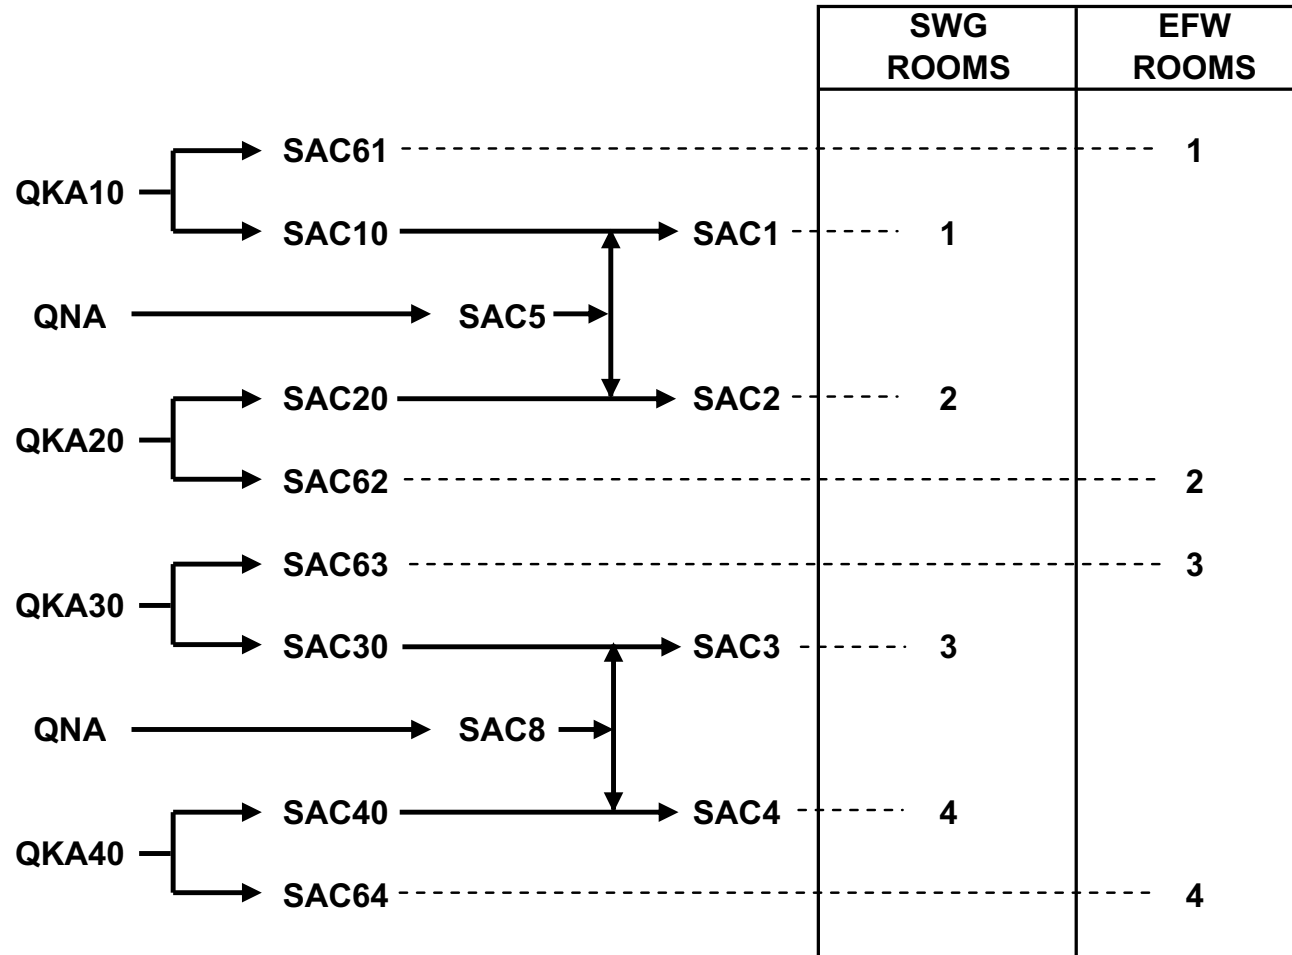 SWG ROOMS
EFW ROOMS
SAC61 1
QKA10
SAC10 SAC1 1
QNA SAC5
SAC20 SAC2 2
QKA20
SAC62 2
SAC63 3
QKA30
SAC30 SAC3 3
QNA SAC8
SAC40 SAC4 4
QKA40
SAC64 4